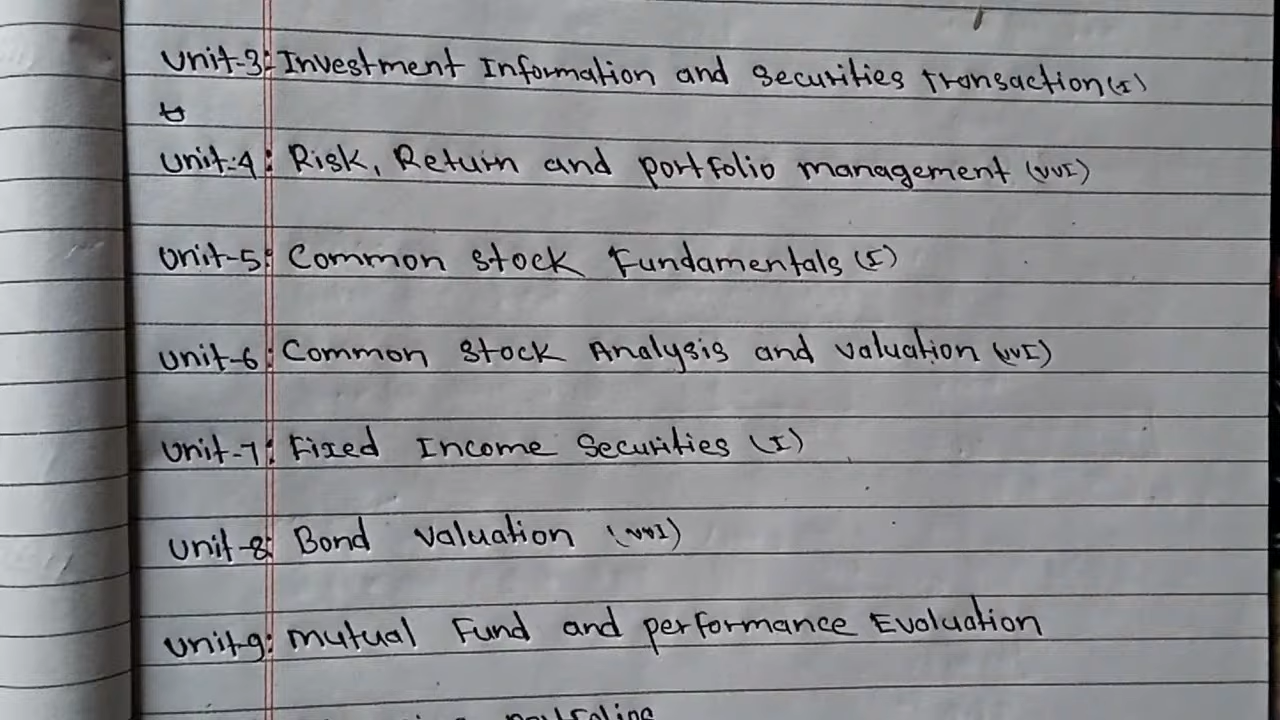 Unit-3: Investment Information and Securities Transaction (I)
Unit-4: Risk, Return and portfolio management (VVI)
Unit-5: Common Stock Fundamentals (I)
Unit-6: Common Stock Analysis and valuation (VVI)
Unit-7: Fixed Income Securities (I)
Unit-8: Bond Valuation (VVI)
Unit-9: Mutual Fund and performance Evaluation